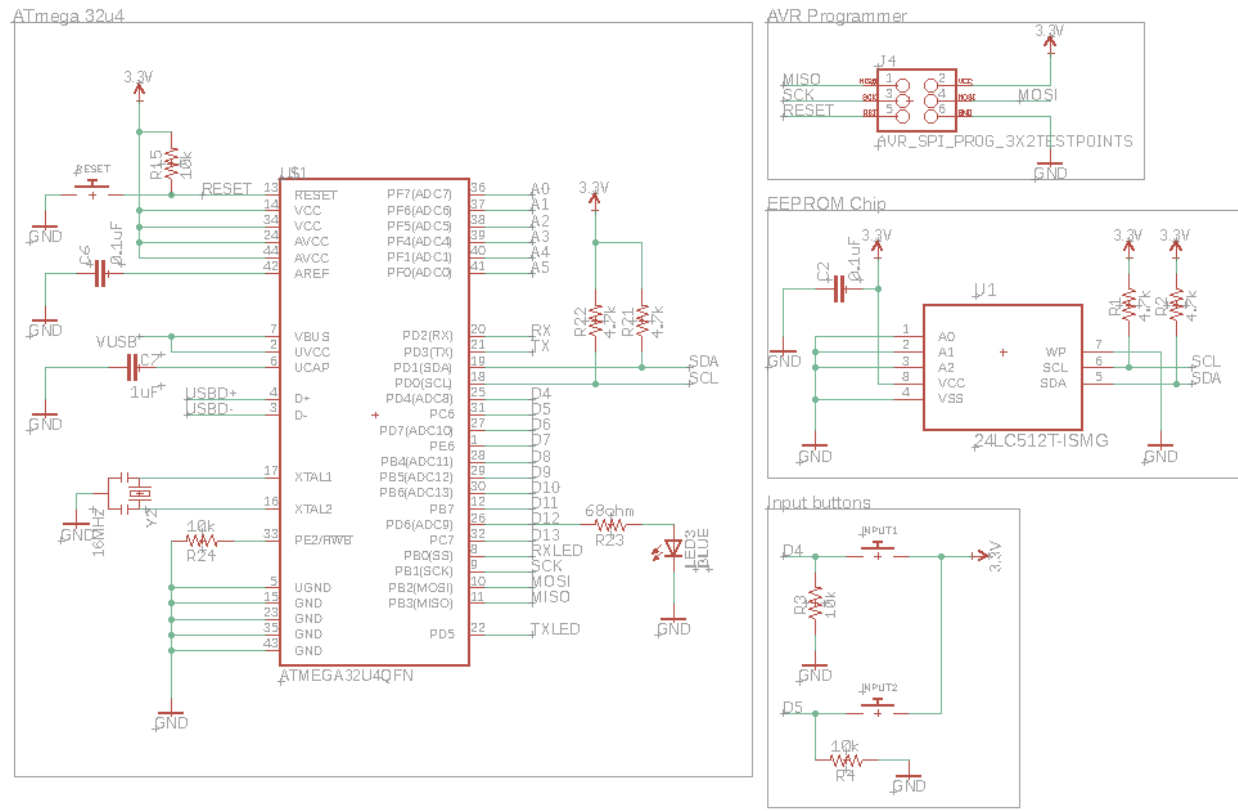 ATmega 32u4
3.3V
R15
10k
RESET
RESET
GND
C6
0.1uF
GND
VUSB
C7
1uF
GND
USBD+
USBD-
GND
16MHz
Y2
10k
R24
GND
U$1
13 RESET PF7(ADC7) 36 A0
14 VCC PF6(ADC6) 37 A1
34 VCC PF5(ADC5) 38 A2
24 AVCC PF4(ADC4) 39 A3
44 AVCC PF1(ADC1) 40 A4
42 AREF PF0(ADC0) 41 A5
7 VBUS PD2(RX) 20 RX
2 UVCC PD3(TX) 21 TX
6 UCAP PD1(SDA) 19 SDA
PD0(SCL) 18 SCL
4 D+ PD4(ADC8) 25 D4
3 D- PC6 31 D5
PD7(ADC10) 27 D6
PE6 1 D7
PB4(ADC11) 28 D8
17 XTAL1 PB5(ADC12) 29 D9
PB6(ADC13) 30 D10
16 XTAL2 PB7 12 D11
PD6(ADC9) 26 D12
33 PE2/HWB PC7 32 D13
PB0(SS) 8 RXLED
PB1(SCK) 9 SCK
5 UGND PB2(MOSI) 10 MOSI
15 GND PB3(MISO) 11 MISO
23 GND
35 GND PD5 22 TXLED
43 GND
ATMEGA32U4QFN
3.3V
R22
4.7k
R21
4.7k
68ohm
R23
LED3
BLUE
GND
AVR Programmer
3.3V
J4
MISO MISO 1 2 VCC
SCK SCK 3 4 MOSI MOSI
RESET RST 5 6 GND
AVR_SPI_PROG_3X2TESTPOINTS
GND
EEPROM Chip
3.3V
3.3V
3.3V
C2
0.1uF
GND
R1
4.7k
R2
4.7k
U1
1 A0
2 A1 WP 7
3 A2 SCL 6 SCL
8 VCC SDA 5 SDA
4 VSS
24LC512T-ISMG
GND
GND
Input buttons
D4
INPUT1
3.3V
R3
10k
GND
D5
INPUT2
10k
R4
GND